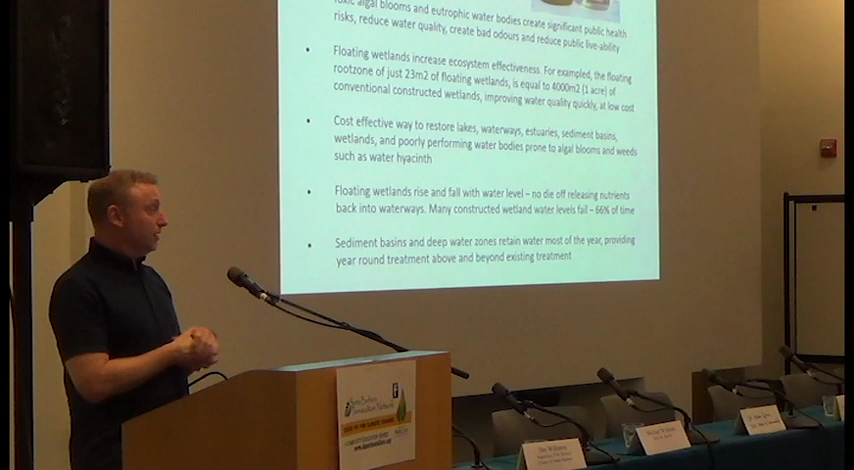 Toxic algal blooms and eutrophic water bodies create significant public health
risks, reduce water quality, create bad odours and reduce public live-ability
• Floating wetlands increase ecosystem effectiveness. For exampled, the floating
rootzone of just 23m2 of floating wetlands, is equal to 4000m2 (1 acre) of
conventional constructed wetlands, improving water quality quickly, at low cost
• Cost effective way to restore lakes, waterways, estuaries, sediment basins,
wetlands, and poorly performing water bodies prone to algal blooms and weeds
such as water hyacinth
• Floating wetlands rise and fall with water level – no die off releasing nutrients
back into waterways. Many constructed wetland water levels fail – 66% of time
• Sediment basins and deep water zones retain water most of the year, providing
year round treatment above and beyond existing treatment